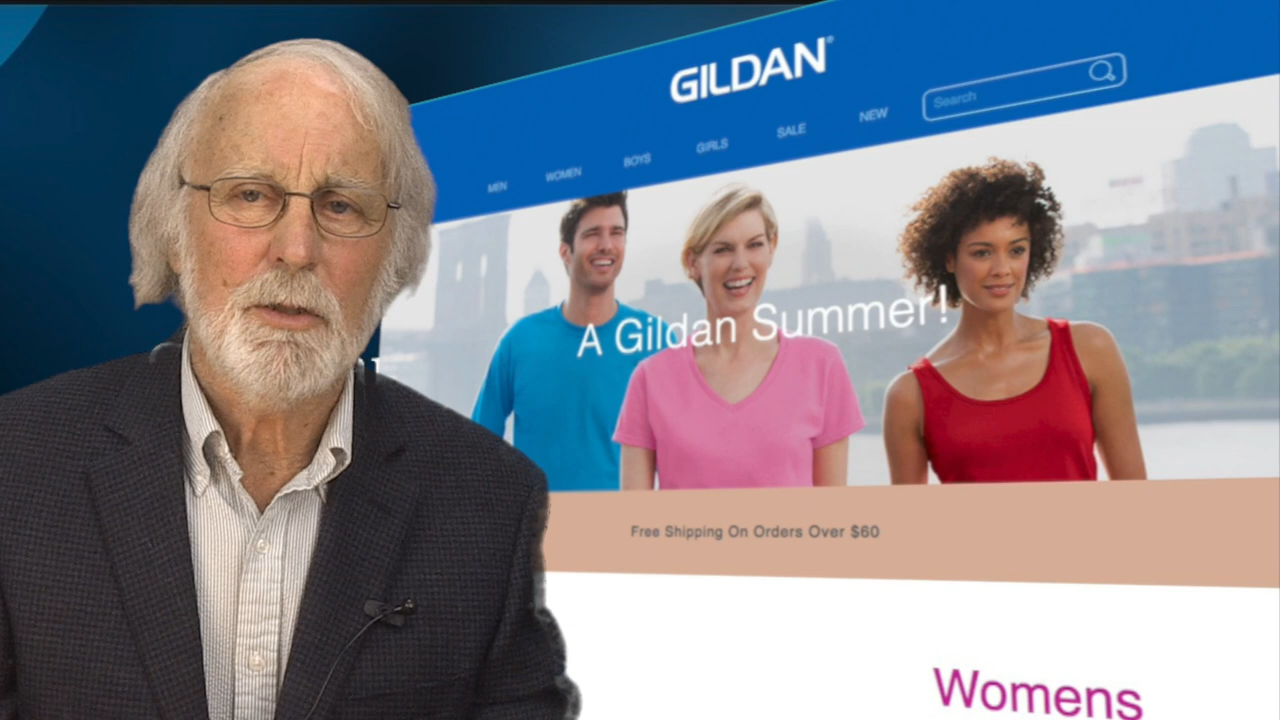 GILDAN®
Search
MEN WOMEN BOYS GIRLS SALE NEW
A Gildan Summer!
Free Shipping On Orders Over $60
Womens